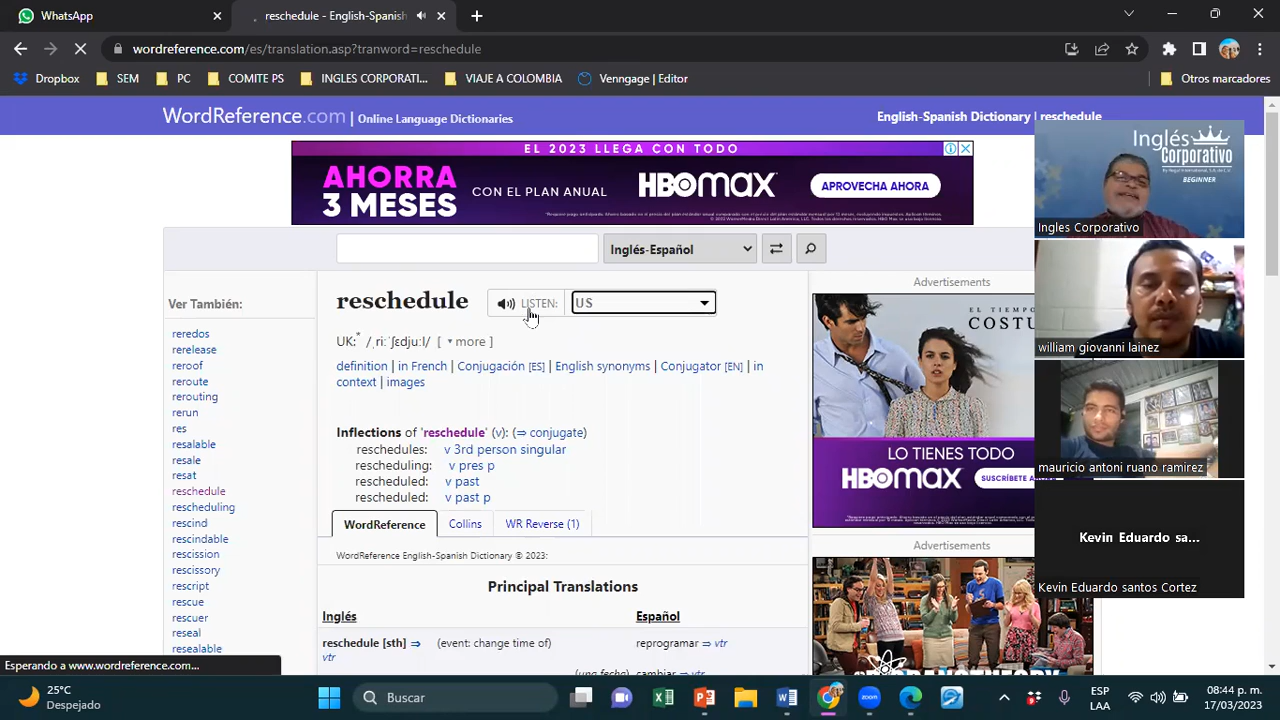 WhatsApp
reschedule - English-Spanish
wordreference.com/es/translation.asp?tranword=reschedule
Dropbox
SEM
PC
COMITE PS
INGLES CORPORATI...
VIAJE A COLOMBIA
Venngage | Editor
Otros marcadores
WordReference.com | Online Language Dictionaries
English-Spanish Dictionary | reschedule
EL 2023 LLEGA CON TODO
AHORRA
3 MESES
CON EL PLAN ANUAL
HBOmax
APROVECHA AHORA
Inglés
Corporativo
BEGINNER
Ingles Corporativo
Inglés-Español
Advertisements
Ver También:
reredos
rerelease
reroof
reroute
rerouting
rerun
res
resalable
resale
resat
reschedule
rescheduling
rescind
rescindable
rescission
rescissory
rescript
rescue
rescuer
reseal
resealable
reschedule
LISTEN:
US
UK:* /ˌriːˈʃɛdjuːl/ [ more ]
definition | in French | Conjugación [ES] | English synonyms | Conjugator [EN] | in
context | images
Inflections of 'reschedule' (v): (⇒ conjugate)
reschedules: v 3rd person singular
rescheduling: v pres p
rescheduled: v past
rescheduled: v past p
WordReference
Collins
WR Reverse (1)
WordReference English-Spanish Dictionary © 2023:
Principal Translations
Inglés
Español
reschedule [sth] ⇒
vtr
(event: change time of)
reprogramar ⇒ vtr
cambiar ⇒ vtr
EL TIEMPO
COSTU
LO TIENES TODO
HBOmax
SUSCRÍBETE
Advertisements
william giovanni lainez
mauricio antoni ruano ramirez
Kevin Eduardo sa...
Kevin Eduardo santos Cortez
Esperando a www.wordreference.com...
25°C
Despejado
Buscar
zoom
ESP
LAA
08:44 p. m.
17/03/2023